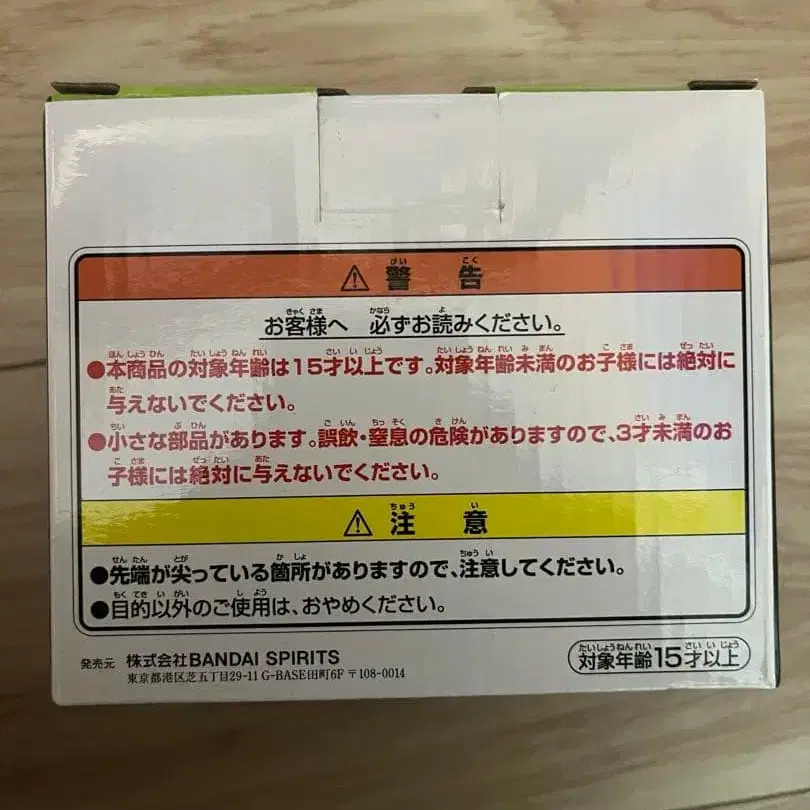 ⚠警告
お客様へ 必ずお読みください。
●本商品の対象年齢は15才以上です。対象年齢未満のお子様には絶対に
与えないでください。
●小さな部品があります。誤飲・窒息の危険がありますので、3才未満のお
子様には絶対に与えないでください。
⚠注意
●先端が尖っている箇所がありますので、注意してください。
●目的以外のご使用は、おやめください。
発売元 株式会社BANDAI SPIRITS
東京都港区芝五丁目29-11 G-BASE田町6F 〒108-0014
対象年齢15才以上